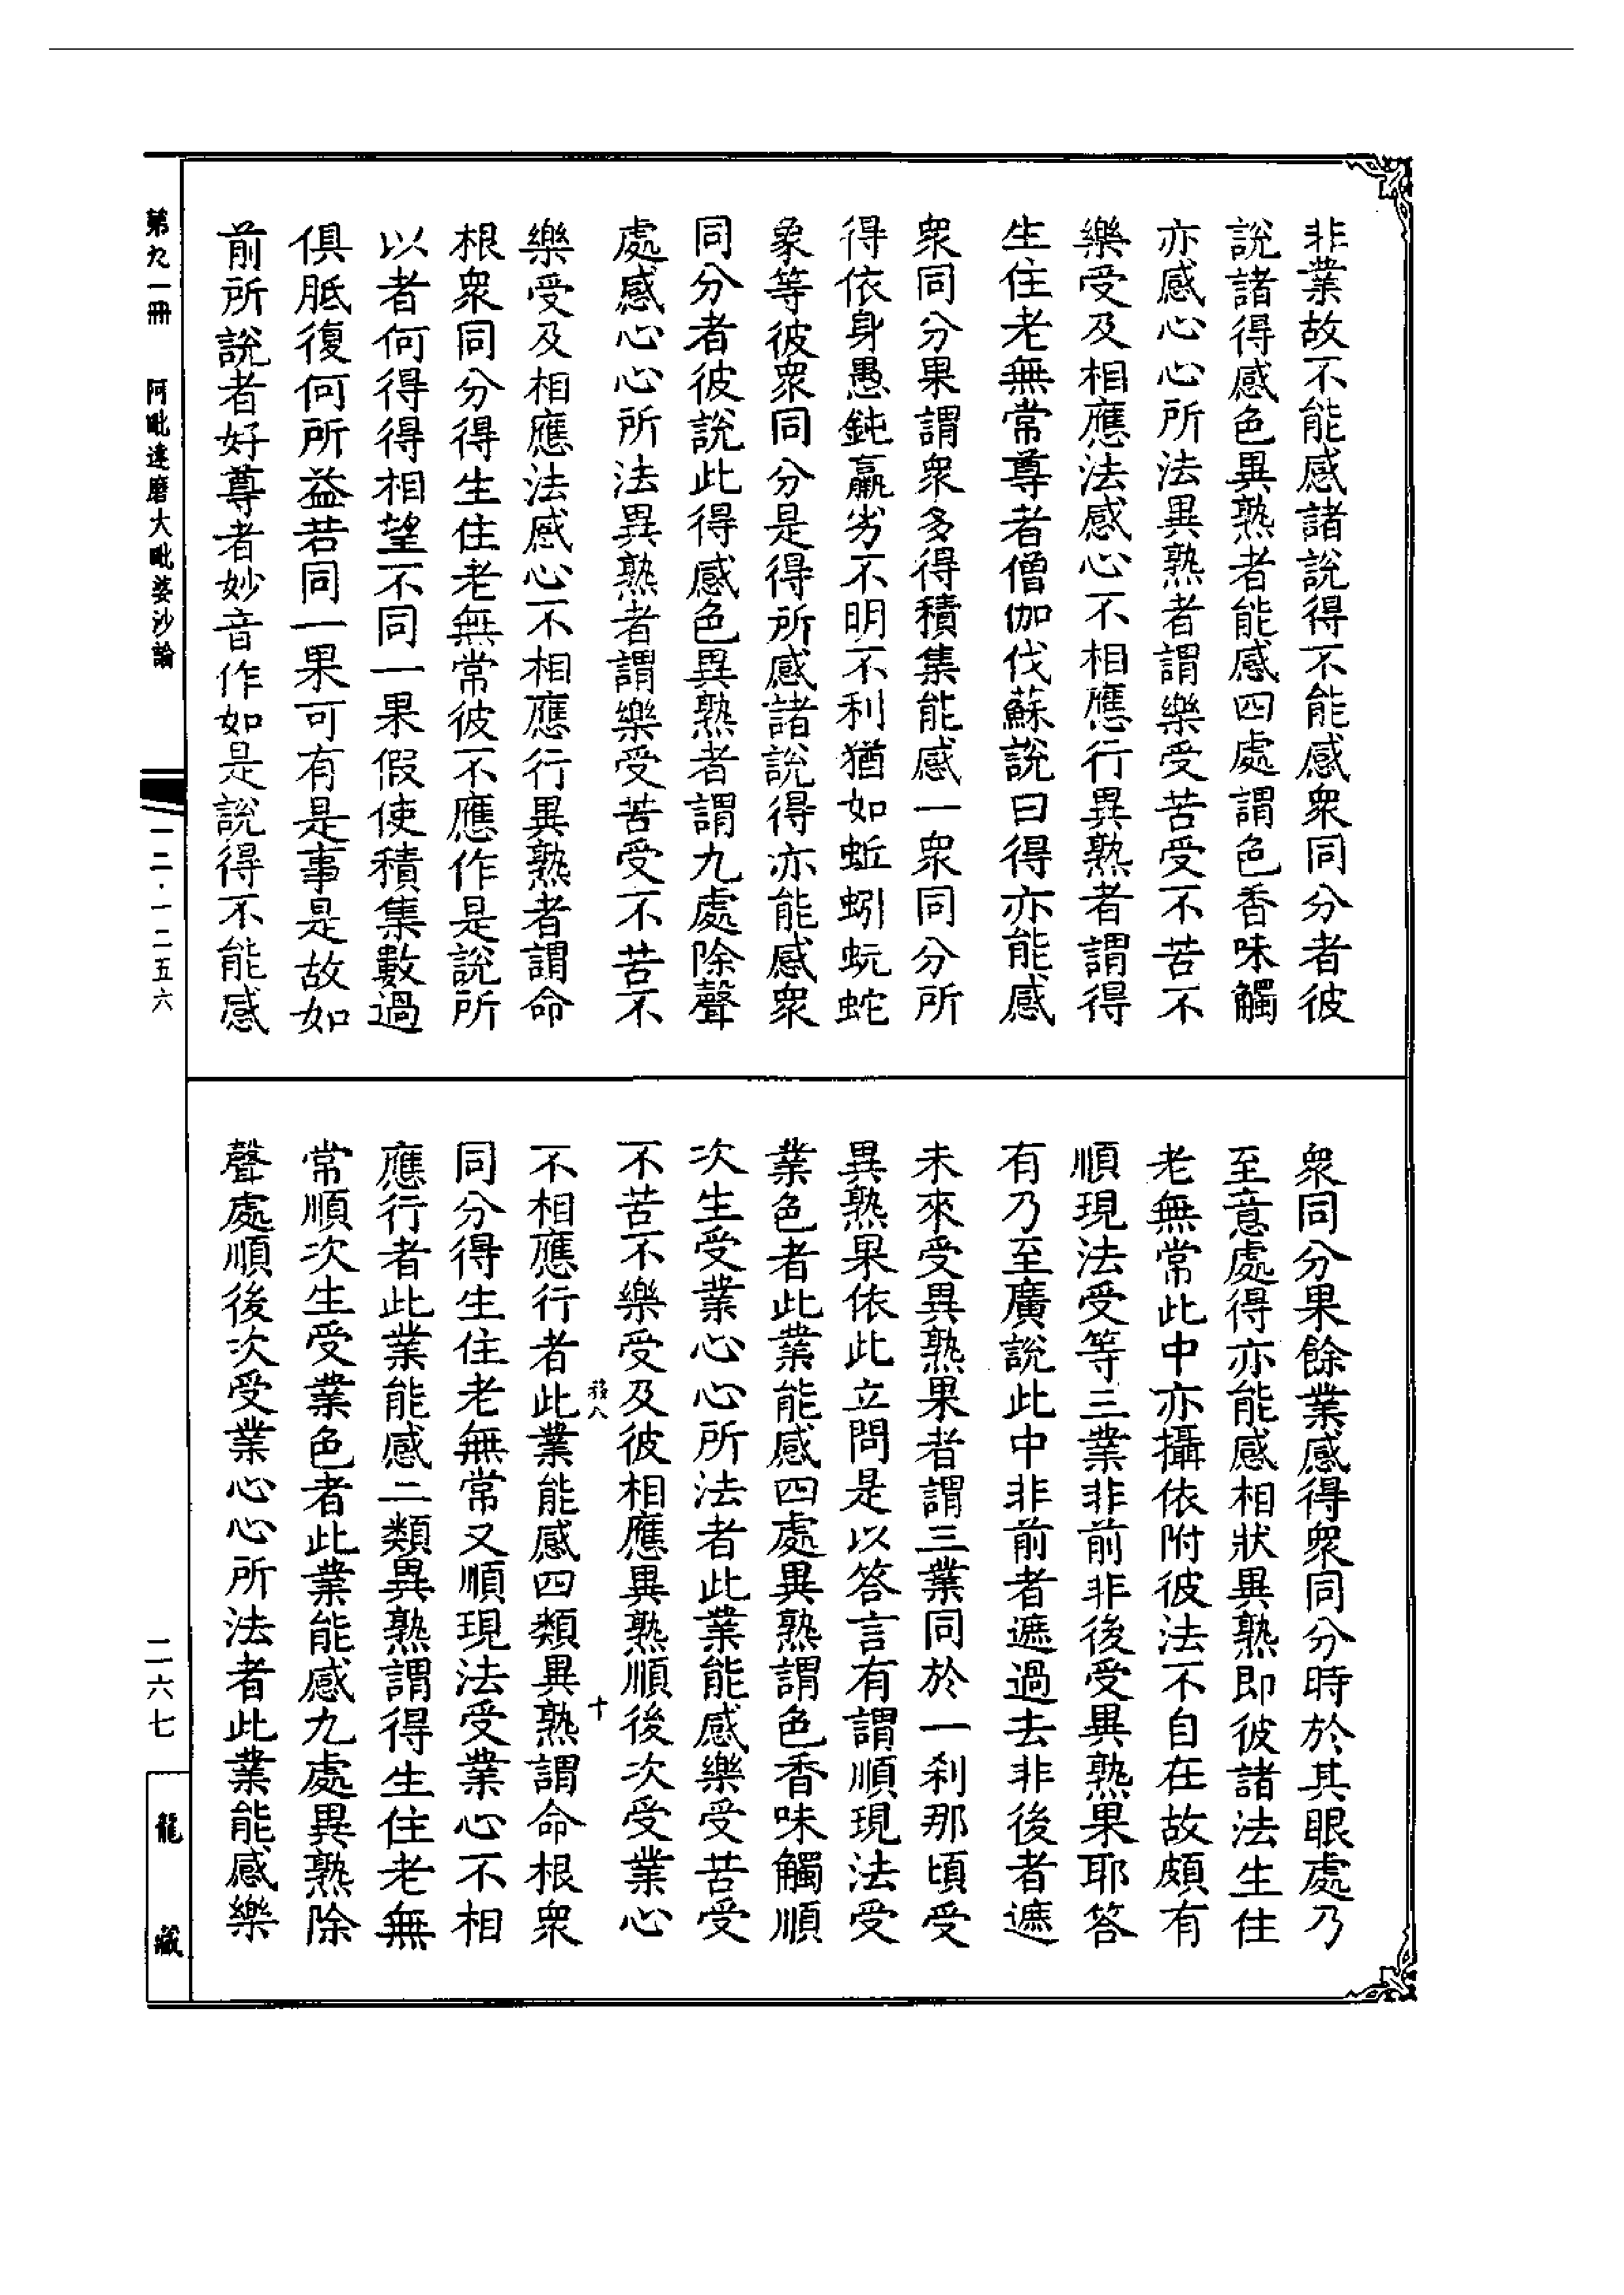 非業故不能感諸說得不能感衆同分者彼
說諸得感色異熟者能感四處謂色香味觸
亦感心心所法異熟者謂樂受苦受不苦不
樂受及相應法感心不相應行異熟者謂得
生住老無常尊者僧伽伐蘇說曰得亦能感
衆同分果謂衆多得積集能感一衆同分所
得依身愚鈍羸劣不明不利猶如蚯蚓蚖蛇
象等彼衆同分是得所感諸說得亦能感衆
同分者彼說此得感色異熟者謂九處除聲
處感心心所法異熟者謂樂受苦受不苦不
樂受及相應法感心不相應行異熟者謂命
根衆同分得生住老無常彼不應作是說所
以者何得得相望不同一果假使積集數過
俱胝復何所益若同一果可有是事是故如
前所說者好尊者妙音作如是說得不能感
衆同分果餘業感得衆同分時於其眼處乃
至意處得亦能感相狀異熟即彼諸法生住
老無常此中亦攝依附彼法不自在故頗有
順現法受等三業非前非後受異熟果耶答
有乃至廣說此中非前者遮過去非後者遮
未來受異熟果者謂三業同於一刹那頃受
異熟果依此立問是以答言有謂順現法受
業色者此業能感四處異熟謂色香味觸順
次生受業心心所法者此業能感樂受苦受
不苦不樂受及彼相應異熟順後次受業心
不相應行者此業能感四類異熟謂命根衆
同分得生住老無常又順現法受業心不相
應行者此業能感二類異熟謂得生住老無
常順次生受業色者此業能感九處異熟除
聲處順後次受業心心所法者此業能感樂
第九一冊 阿毗達磨大毗婆沙論
一二·一二五六
二六七
龍藏
十